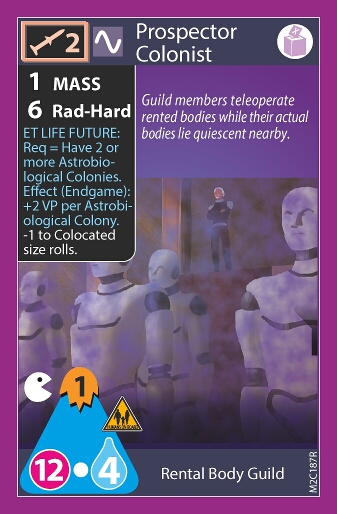 2
Prospector
Colonist
1 MASS
6 Rad-Hard
ET LIFE FUTURE:
Req = Have 2 or
more Astrobio-
logical Colonies.
Effect (Endgame):
+2 VP per Astrobi-
ological Colony.
-1 to Colocated
size rolls.
Guild members teleoperate
rented bodies while their actual
bodies lie quiescent nearby.
1
12 4
Rental Body Guild
M2C187R